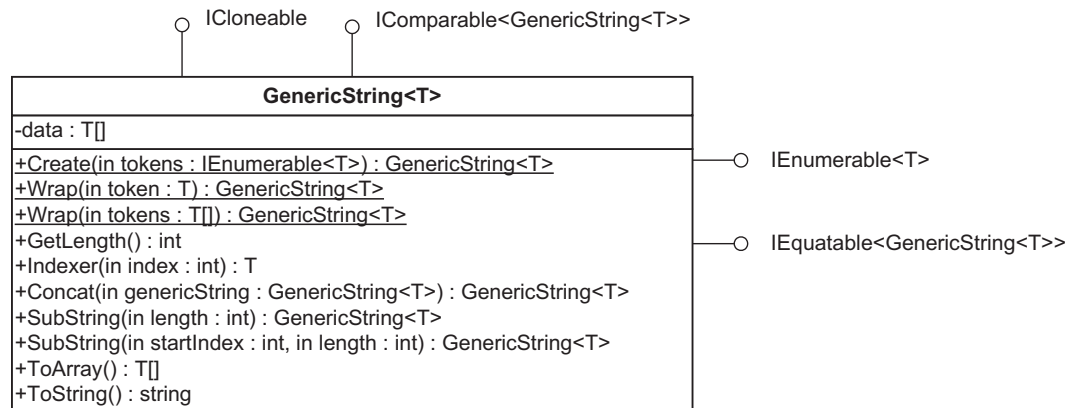 ICloneable
IComparable<GenericString<T>>
GenericString<T>
-data : T[]
+Create(in tokens : IEnumerable<T>) : GenericString<T>
+Wrap(in token : T) : GenericString<T>
+Wrap(in tokens : T[]) : GenericString<T>
+GetLength() : int
+Indexer(in index : int) : T
+Concat(in genericString : GenericString<T>) : GenericString<T>
+SubString(in length : int) : GenericString<T>
+SubString(in startIndex : int, in length : int) : GenericString<T>
+ToArray() : T[]
+ToString() : string
IEnumerable<T>
IEquatable<GenericString<T>>